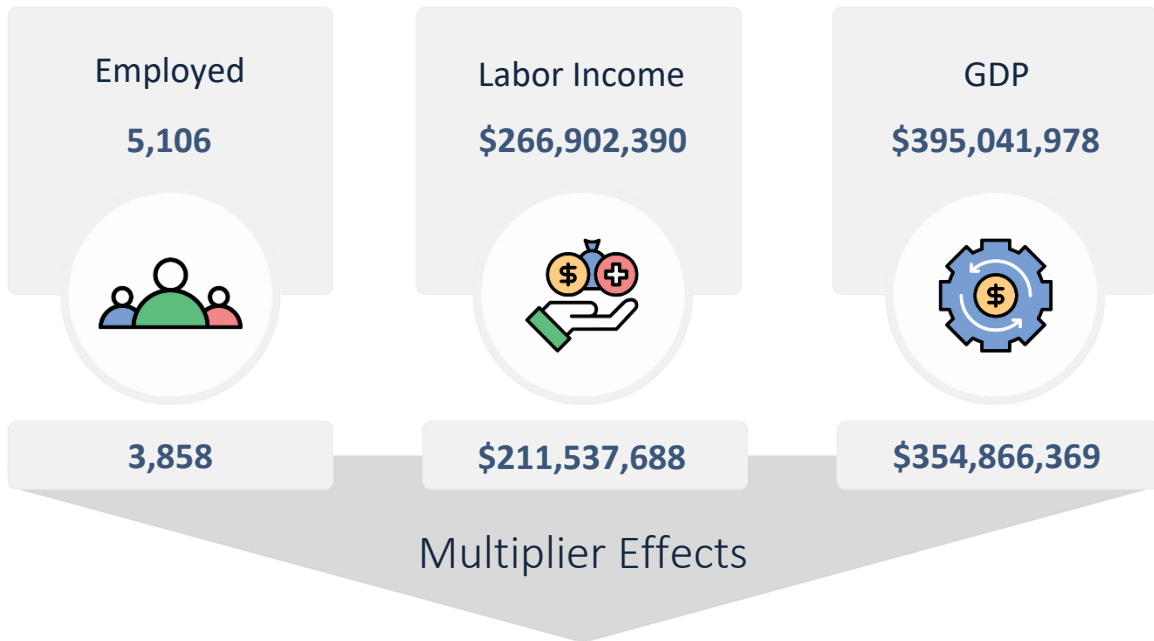 Employed
5,106
Labor Income
$266,902,390
GDP
$395,041,978
3,858
$211,537,688
$354,866,369
Multiplier Effects